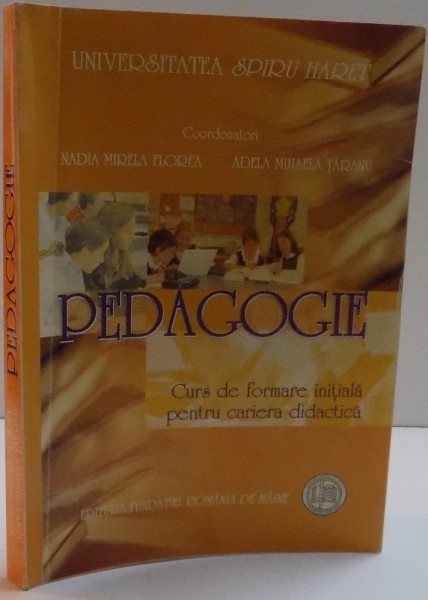 UNIVERSITATEA SPIRU HARET
Coordonatori
NADIA MIRELA FLOREA ADELA MIHAELA ȚĂRANU
PEDAGOGIE
Curs de formare inițială
pentru cariera didactică
EDITURA FUNDAȚIEI ROMÂNIA DE MÂINE
PEDAGOGIE